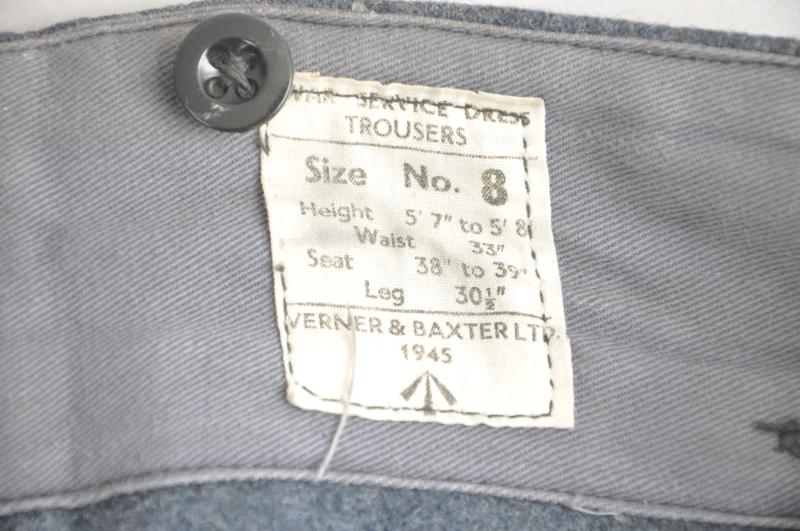 WAR SERVICE DRESS
TROUSERS
Size No. 8
Height 5' 7" to 5' 8
Waist 33"
Seat 38" to 39"
Leg 30½"
VERNER & BAXTER LTD.
1945